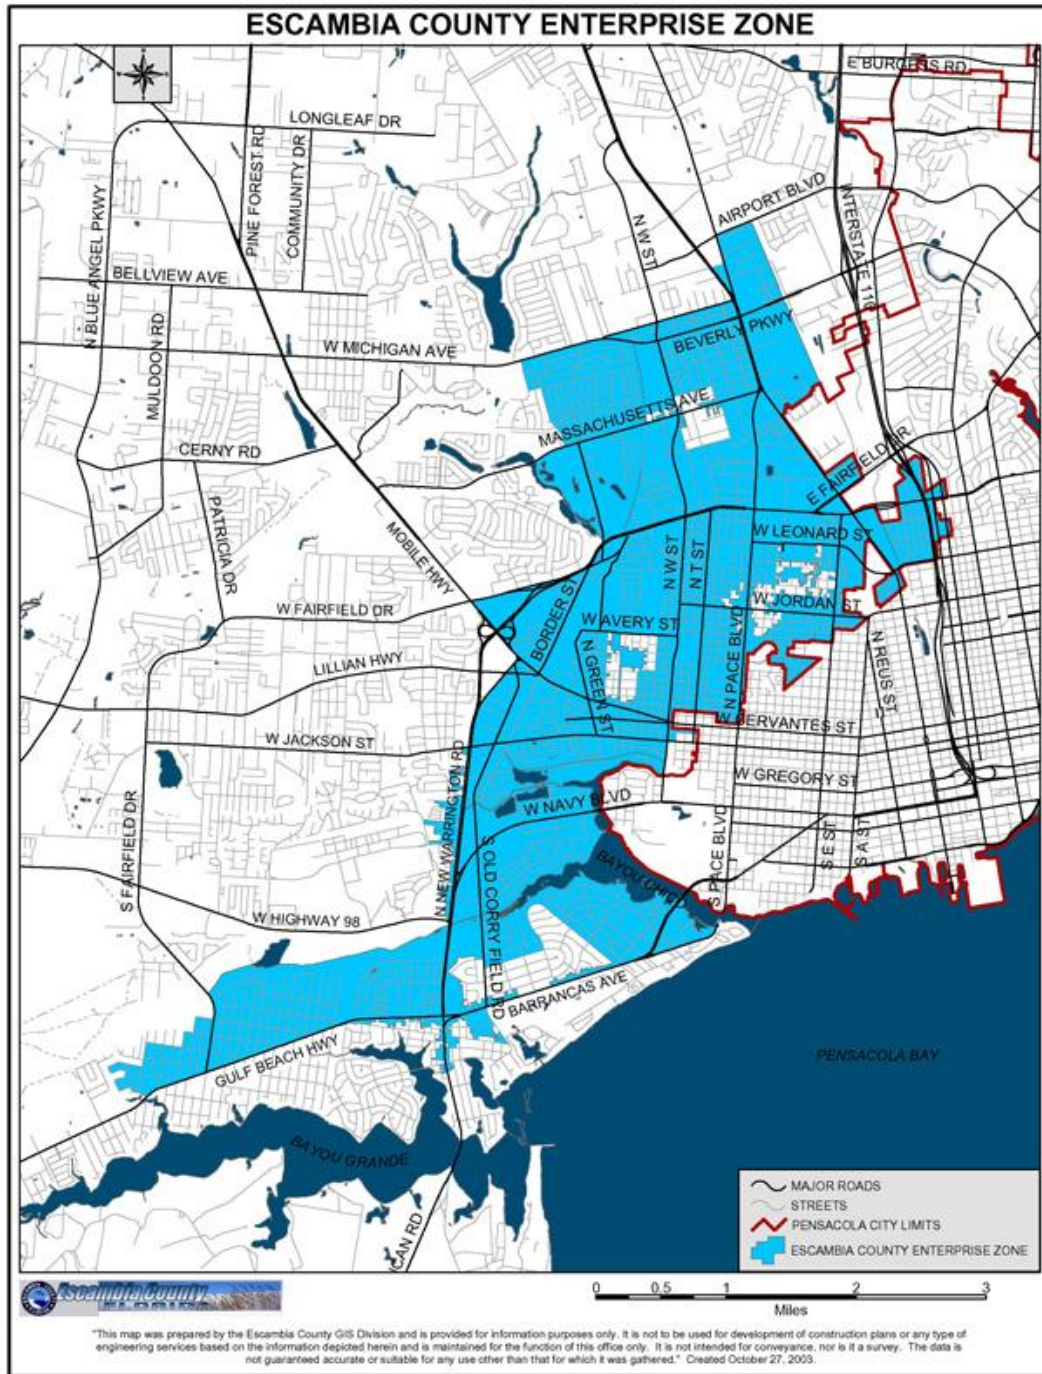 ESCAMBIA COUNTY ENTERPRISE ZONE
E BURGESS RD
LONGLEAF DR
PINE FOREST RD
COMMUNITY DR
N BLUE ANGEL PKWY
AIRPORT BLVD
INTERSTATE 110
N W ST
BELLVIEW AVE
MULDOON RD
BEVERLY PKWY
W MICHIGAN AVE
MASSACHUSETTS AVE
CERNY RD
E FAIRFIELD DR
PATRICIA DR
MOBILE HWY
W LEONARD ST
N W ST
N T ST
BORDER ST
W FAIRFIELD DR
W JORDAN ST
W AVERY ST
N PACE BLVD
N GREEN ST
N REUS ST
LILLIAN HWY
W CERVANTES ST
W JACKSON ST
W GREGORY ST
N NEW WARRINGTON RD
W NAVY BLVD
S FAIRFIELD DR
S OLD CORRY FIELD RD
S PACE BLVD
S E ST
S A ST
BAYOU CHICO
W HIGHWAY 98
BARRANCAS AVE
GULF BEACH HWY
PENSACOLA BAY
BAYOU GRANDE
CAN RD
MAJOR ROADS
STREETS
PENSACOLA CITY LIMITS
ESCAMBIA COUNTY ENTERPRISE ZONE
Escambia County
FLORIDA
0 0.5 1 2 3
Miles
"This map was prepared by the Escambia County GIS Division and is provided for information purposes only. It is not to be used for development of construction plans or any type of
engineering services based on the information depicted herein and is maintained for the function of this office only. It is not intended for conveyance, nor is it a survey. The data is
not guaranteed accurate or suitable for any use other than that for which it was gathered." Created October 27, 2003.